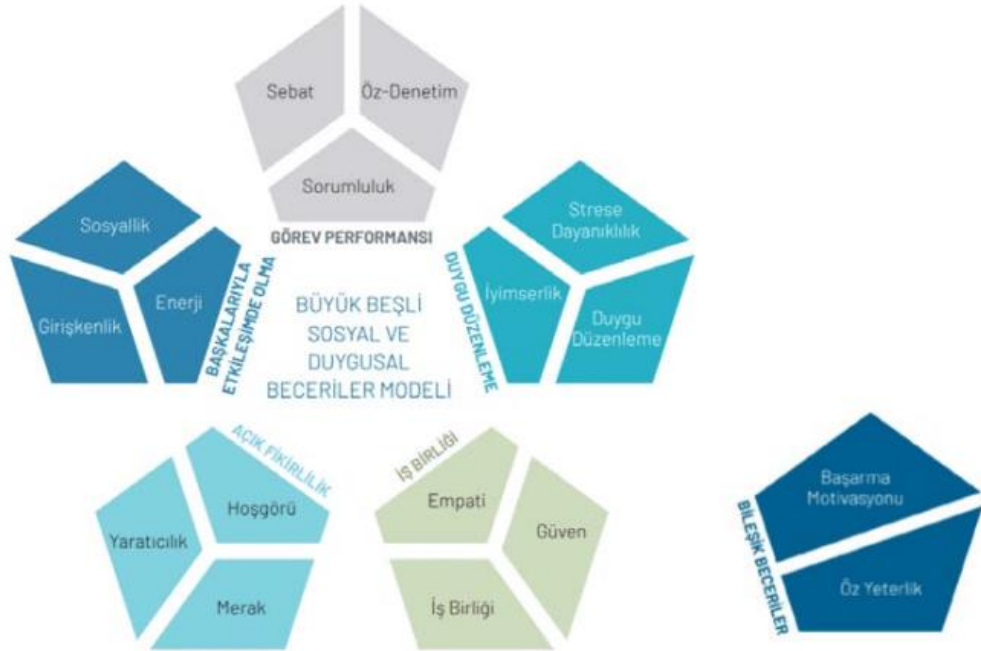 Sebat
Öz-Denetim
Sorumluluk
GÖREV PERFORMANSI
Sosyallik
Girişkenlik
Enerji
BAŞKALARIYLA
ETKİLEŞİMDE OLMA
BÜYÜK BEŞLİ
SOSYAL VE
DUYGUSAL
BECERİLER MODELİ
DUYGU DÜZENLEME
Strese
Dayanıklılık
İyimserlik
Duygu
Düzenleme
AÇIK FİKİRLİLİK
Hoşgörü
Yaratıcılık
Merak
İŞ BİRLİĞİ
Empati
Güven
İş Birliği
BİLEŞİK BECERİLER
Başarma
Motivasyonu
Öz Yeterlik